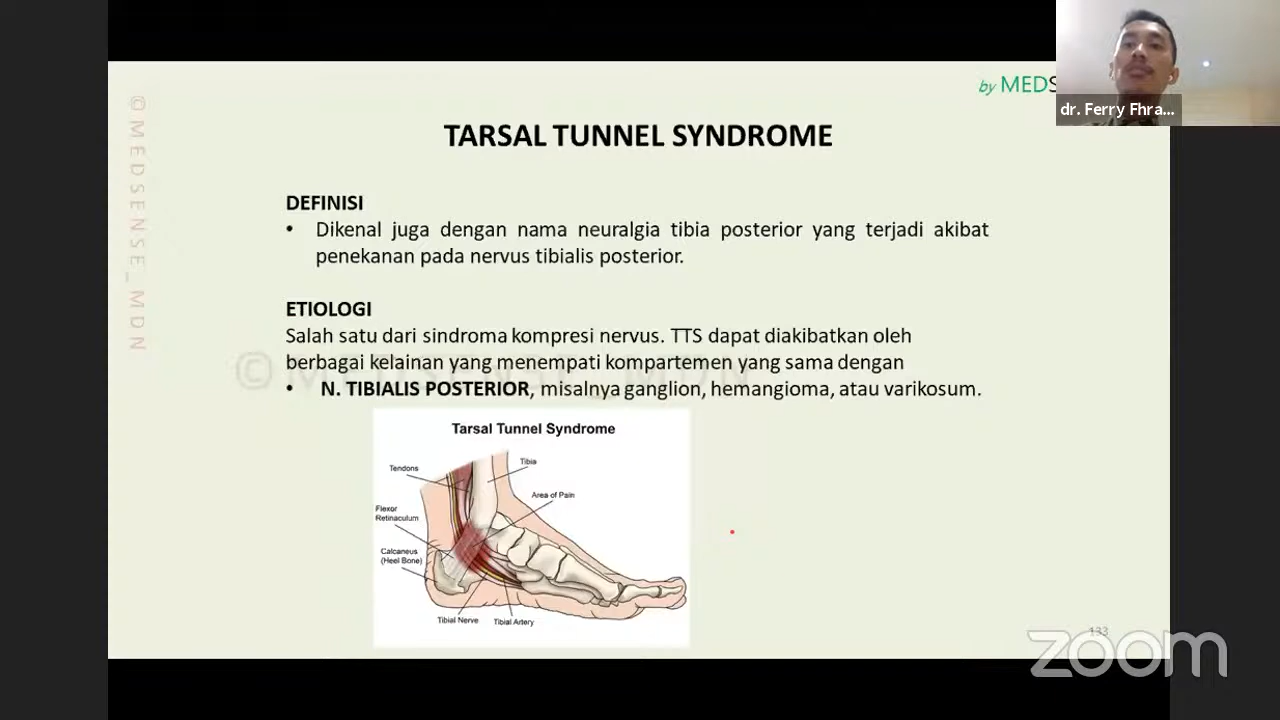 by MEDS
dr. Ferry Fhra...
©MEDSENSE_MDN
TARSAL TUNNEL SYNDROME
DEFINISI
• Dikenal juga dengan nama neuralgia tibia posterior yang terjadi akibat
penekanan pada nervus tibialis posterior.
ETIOLOGI
Salah satu dari sindroma kompresi nervus. TTS dapat diakibatkan oleh
berbagai kelainan yang menempati kompartemen yang sama dengan
© MEDSENSE_MDN
• N. TIBIALIS POSTERIOR, misalnya ganglion, hemangioma, atau varikosum.
Tarsal Tunnel Syndrome
Tibia
Tendons
Area of Pain
Flexor
Retinaculum
Calcaneus
(Heel Bone)
Tibial Nerve
Tibial Artery
133
zoom